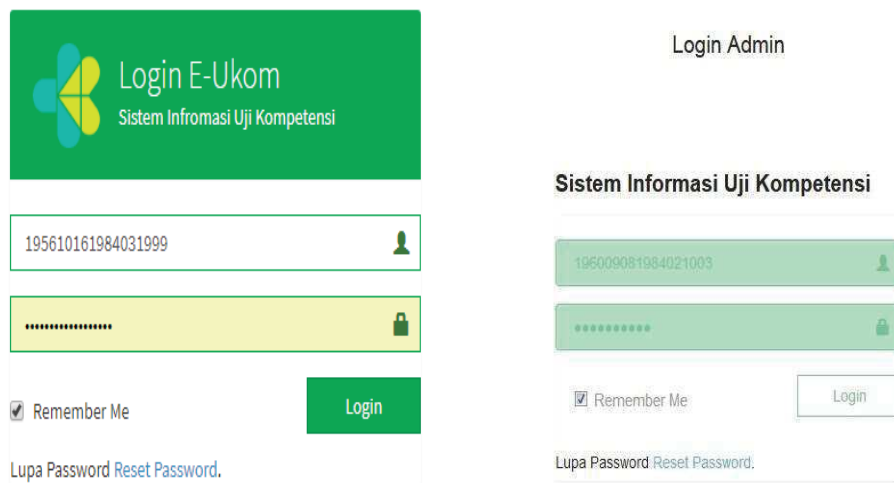 Login E-Ukom
Sistem Infromasi Uji Kompetensi
195610161984031999
••••••••••••••••••
Remember Me
Login
Lupa Password Reset Password.
Login Admin
Sistem Informasi Uji Kompetensi
196009081984021003
••••••••••
Remember Me
Login
Lupa Password Reset Password.